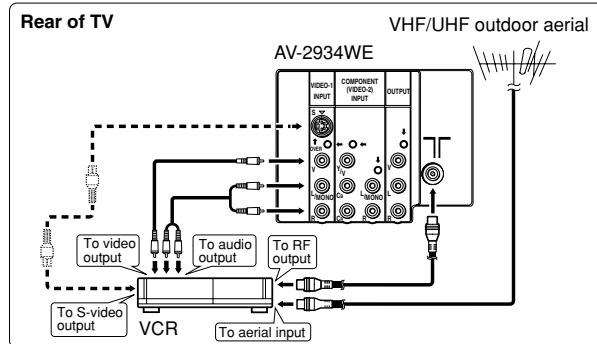 Rear of TV
VHF/UHF outdoor aerial
AV-2934WE
VIDEO-1
INPUT
COMPONENT
(VIDEO-2)
INPUT
OUTPUT
S
OVER
V
Y/V
V
L/MONO
CB
L/MONO
L
R
R
R
To video
output
To audio
output
To RF
output
To S-video
output
VCR
To aerial input